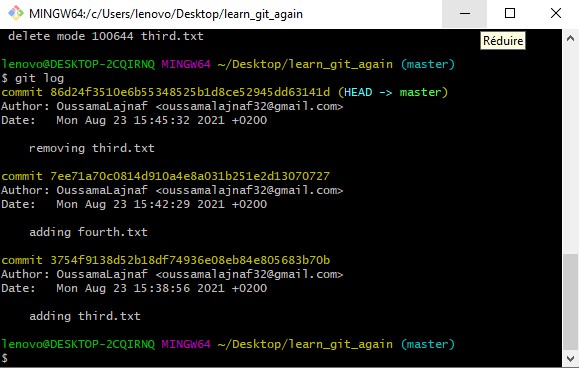 MINGW64:/c/Users/lenovo/Desktop/learn_git_again
Réduire
delete mode 100644 third.txt
lenovo@DESKTOP-2CQIRNQ MINGW64 ~/Desktop/learn_git_again (master)
$ git log
commit 86d24f3510e6b55348525b1d8ce52945dd63141d (HEAD -> master)
Author: OussamaLajnaf <oussamalajnaf32@gmail.com>
Date:   Mon Aug 23 15:45:32 2021 +0200
removing third.txt
commit 7ee71a70c0814d910a4e8a031b251e2d13070727
Author: OussamaLajnaf <oussamalajnaf32@gmail.com>
Date:   Mon Aug 23 15:42:29 2021 +0200
adding fourth.txt
commit 3754f9138d52b18df74936e08eb84e805683b70b
Author: OussamaLajnaf <oussamalajnaf32@gmail.com>
Date:   Mon Aug 23 15:38:56 2021 +0200
adding third.txt
lenovo@DESKTOP-2CQIRNQ MINGW64 ~/Desktop/learn_git_again (master)
$